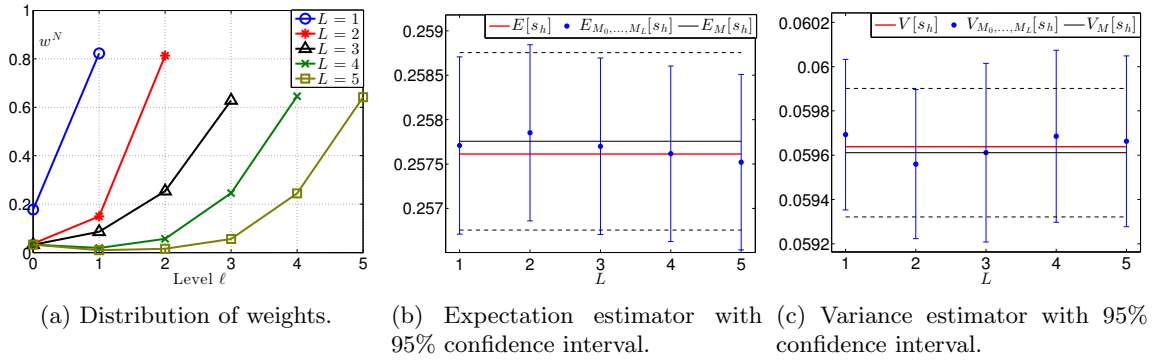 1
0.8
0.6
0.4
0.2
0
w^N
L = 1
L = 2
L = 3
L = 4
L = 5
0 1 2 3 4 5
Level ℓ
(a) Distribution of weights.
E[s_h] E_{M_0,...,M_L}[s_h] E_M[s_h]
0.259
0.2585
0.258
0.2575
0.257
1 2 3 4 5
L
(b) Expectation estimator with
95% confidence interval.
V[s_h] V_{M_0,...,M_L}[s_h] V_M[s_h]
0.0602
0.06
0.0598
0.0596
0.0594
0.0592
1 2 3 4 5
L
(c) Variance estimator with 95%
confidence interval.